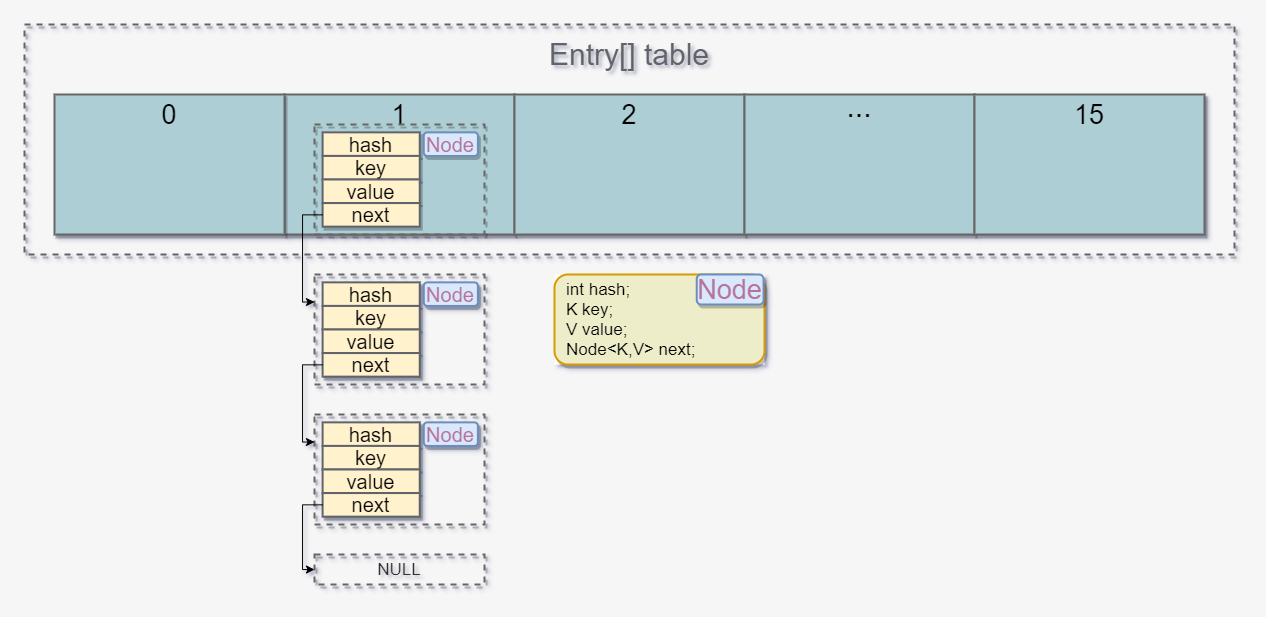 Entry[] table
0
1
2
...
15
hash
Node
key
value
next
hash
Node
key
value
next
int hash;
Node
K key;
V value;
Node<K,V> next;
hash
Node
key
value
next
NULL